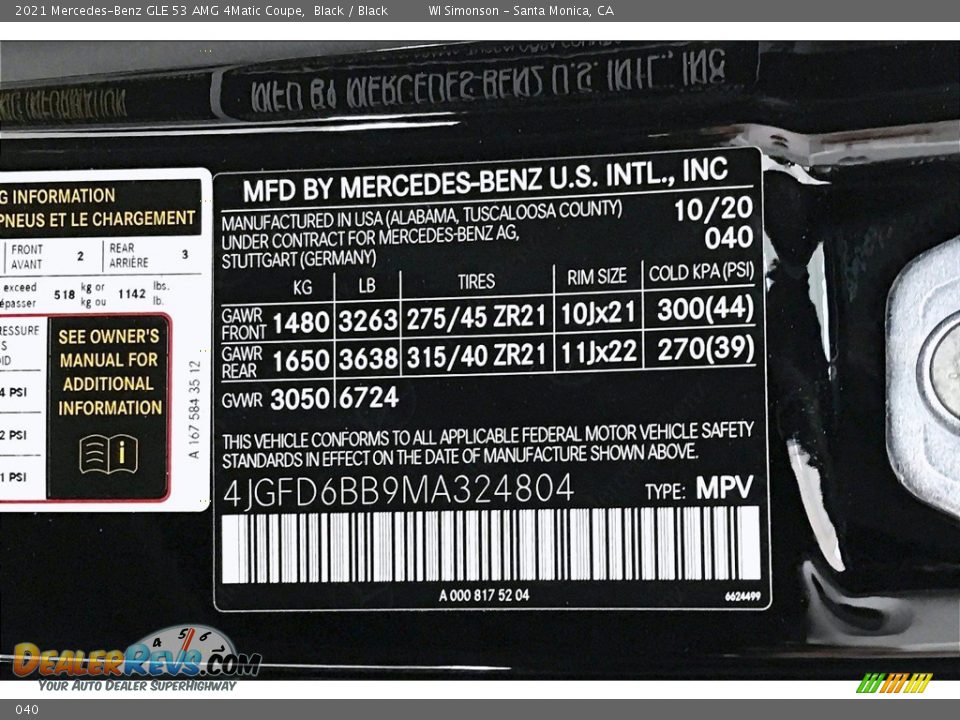 2021 Mercedes-Benz GLE 53 AMG 4Matic Coupe, Black / Black WI Simonson - Santa Monica, CA
G INFORMATION
PNEUS ET LE CHARGEMENT
FRONT AVANT 2 REAR ARRIÈRE 3
exceed 518 kg or 1142 lbs.
épasser kg ou lb.
RESSURE
4 PSI
2 PSI
1 PSI
SEE OWNER'S
MANUAL FOR
ADDITIONAL
INFORMATION
A 167 584 35 12
MFD BY MERCEDES-BENZ U.S. INTL., INC
MANUFACTURED IN USA (ALABAMA, TUSCALOOSA COUNTY) 10/20
UNDER CONTRACT FOR MERCEDES-BENZ AG, 040
STUTTGART (GERMANY)
KG LB TIRES RIM SIZE COLD KPA (PSI)
GAWR FRONT 1480 3263 275/45 ZR21 10Jx21 300(44)
GAWR REAR 1650 3638 315/40 ZR21 11Jx22 270(39)
GVWR 3050 6724
THIS VEHICLE CONFORMS TO ALL APPLICABLE FEDERAL MOTOR VEHICLE SAFETY
STANDARDS IN EFFECT ON THE DATE OF MANUFACTURE SHOWN ABOVE.
4JGFD6BB9MA324804 TYPE: MPV
A 000 817 52 04 6624499
4 5 6
DEALERREVS.COM
YOUR AUTO DEALER SUPERHIGHWAY
040